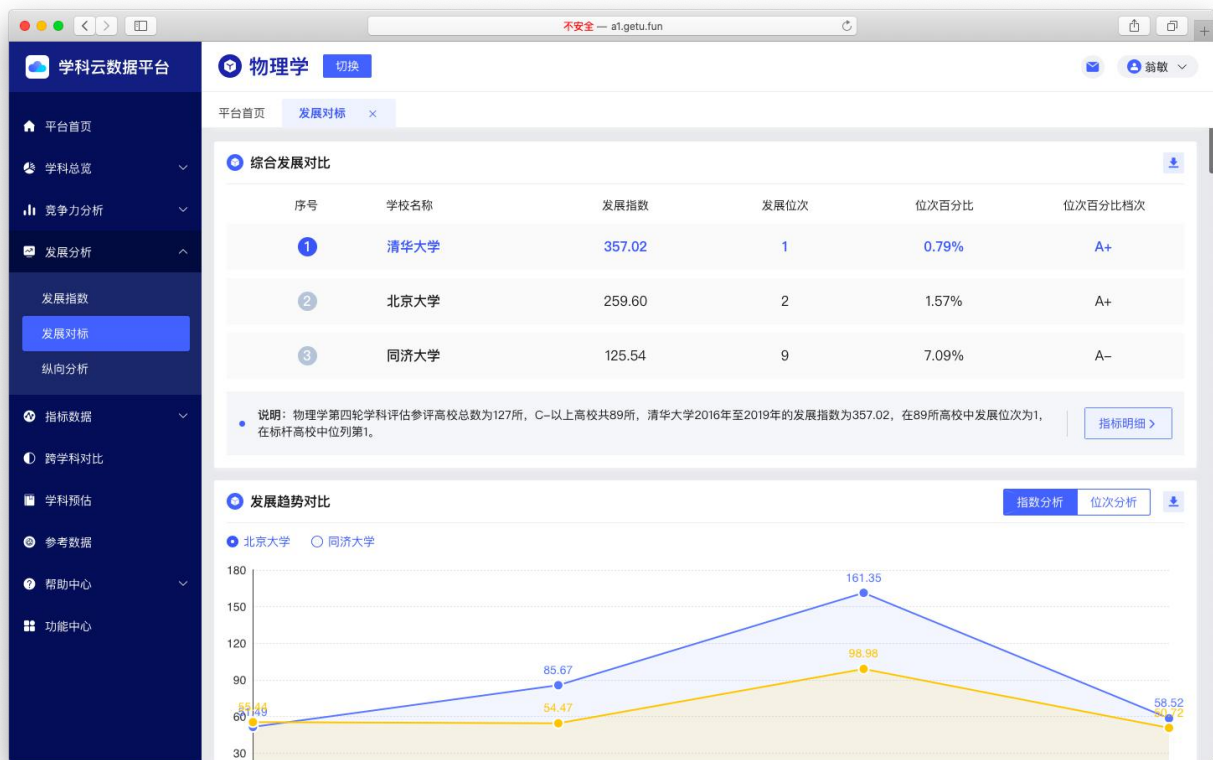 不安全 — a1.getu.fun
学科云数据平台
物理学
切换
翁敏
平台首页
发展对标
平台首页
学科总览
竞争力分析
发展分析
发展指数
发展对标
纵向分析
指标数据
跨学科对比
学科预估
参考数据
帮助中心
功能中心
综合发展对比
序号 学校名称 发展指数 发展位次 位次百分比 位次百分比档次
1 清华大学 357.02 1 0.79% A+
2 北京大学 259.60 2 1.57% A+
3 同济大学 125.54 9 7.09% A–
说明：物理学第四轮学科评估参评高校总数为127所，C–以上高校共89所，清华大学2016年至2019年的发展指数为357.02，在89所高校中发展位次为1，
在标杆高校中位列第1。
指标明细
发展趋势对比
指数分析 位次分析
北京大学 同济大学
180
161.35
150
120
98.98
90
85.67
60
54.47
58.52
30